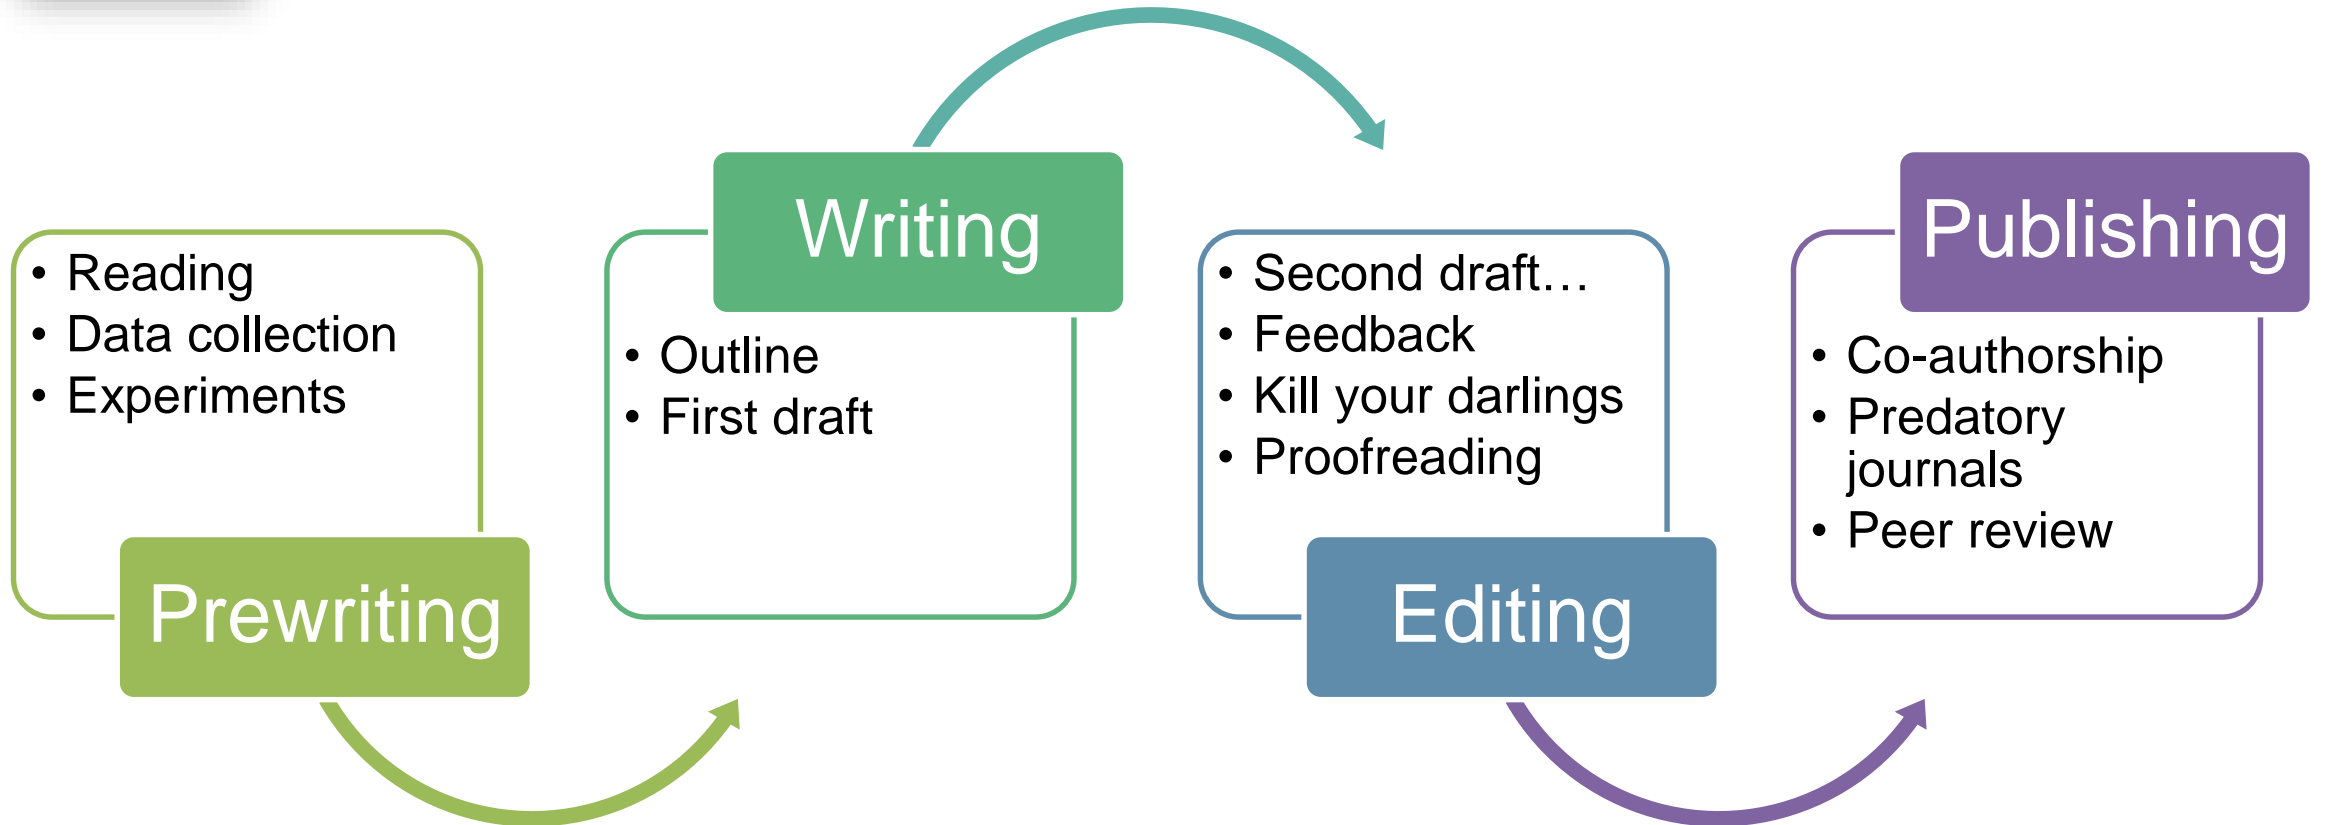 • Reading
• Data collection
• Experiments
Prewriting
Writing
• Outline
• First draft
• Second draft…
• Feedback
• Kill your darlings
• Proofreading
Editing
Publishing
• Co-authorship
• Predatory
journals
• Peer review